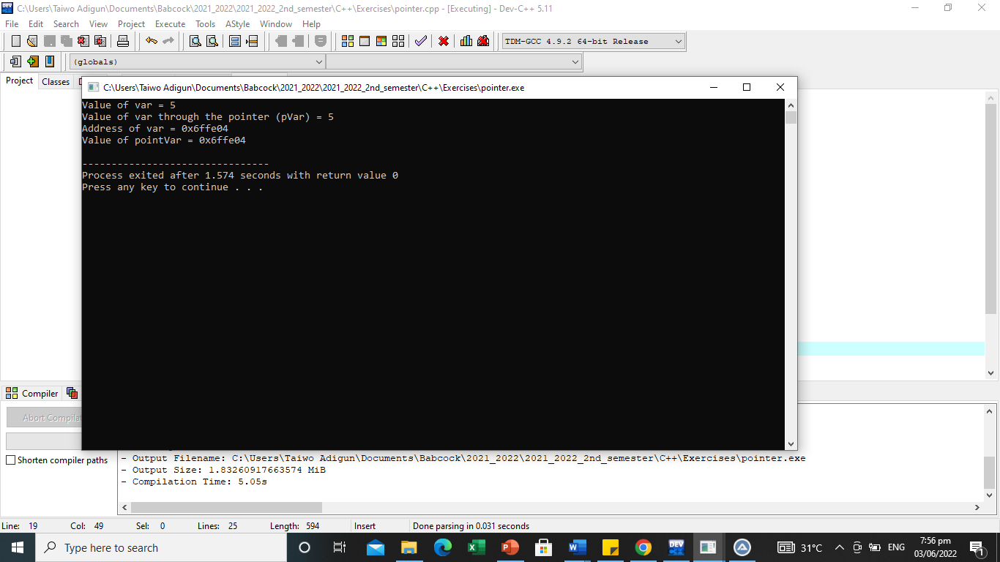 C:\Users\Taiwo Adigun\Documents\Babcock\2021_2022\2021_2022_2nd_semester\C++\Exercises\pointer.cpp - [Executing] - Dev-C++ 5.11
File Edit Search View Project Execute Tools AStyle Window Help
TDM-GCC 4.9.2 64-bit Release
(globals)
Project Classes
C:\Users\Taiwo Adigun\Documents\Babcock\2021_2022\2021_2022_2nd_semester\C++\Exercises\pointer.exe
Value of var = 5
Value of var through the pointer (pVar) = 5
Address of var = 0x6ffe04
Value of pointVar = 0x6ffe04
--------------------------------
Process exited after 1.574 seconds with return value 0
Press any key to continue . . .
Compiler
Abort Compilat
Shorten compiler paths
- Output Filename: C:\Users\Taiwo Adigun\Documents\Babcock\2021_2022\2021_2022_2nd_semester\C++\Exercises\pointer.exe
- Output Size: 1.83260917663574 MiB
- Compilation Time: 5.05s
Line: 19 Col: 49 Sel: 0 Lines: 25 Length: 594 Insert Done parsing in 0.031 seconds
Type here to search
DEV
31°C
ENG
7:56 pm
03/06/2022
1